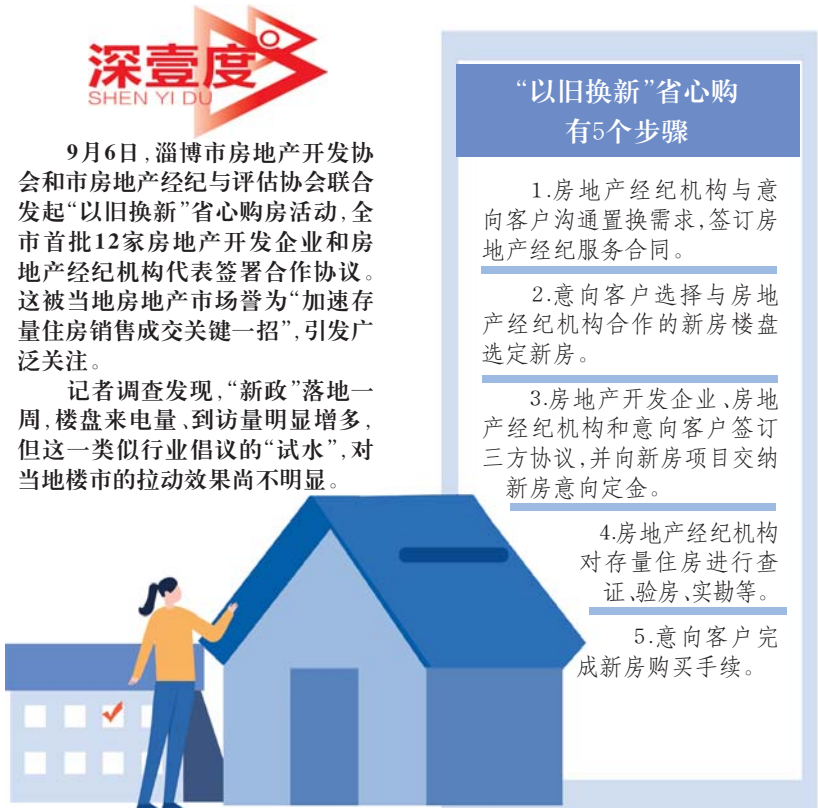 深壹度
SHEN YI DU
9月6日,淄博市房地产开发协
会和市房地产经纪与评估协会联合
发起“以旧换新”省心购房活动,全
市首批12家房地产开发企业和房
地产经纪机构代表签署合作协议。
这被当地房地产市场誉为“加速存
量住房销售成交关键一招”,引发广
泛关注。
记者调查发现,“新政”落地一
周,楼盘来电量、到访量明显增多,
但这一类似行业倡议的“试水”,对
当地楼市的拉动效果尚不明显。
“以旧换新”省心购
有5个步骤
1.房地产经纪机构与意
向客户沟通置换需求,签订房
地产经纪服务合同。
2.意向客户选择与房地
产经纪机构合作的新房楼盘
选定新房。
3.房地产开发企业、房地
产经纪机构和意向客户签订
三方协议,并向新房项目交纳
新房意向定金。
4.房地产经纪机构
对存量住房进行查
证、验房、实勘等。
5.意向客户完
成新房购买手续。